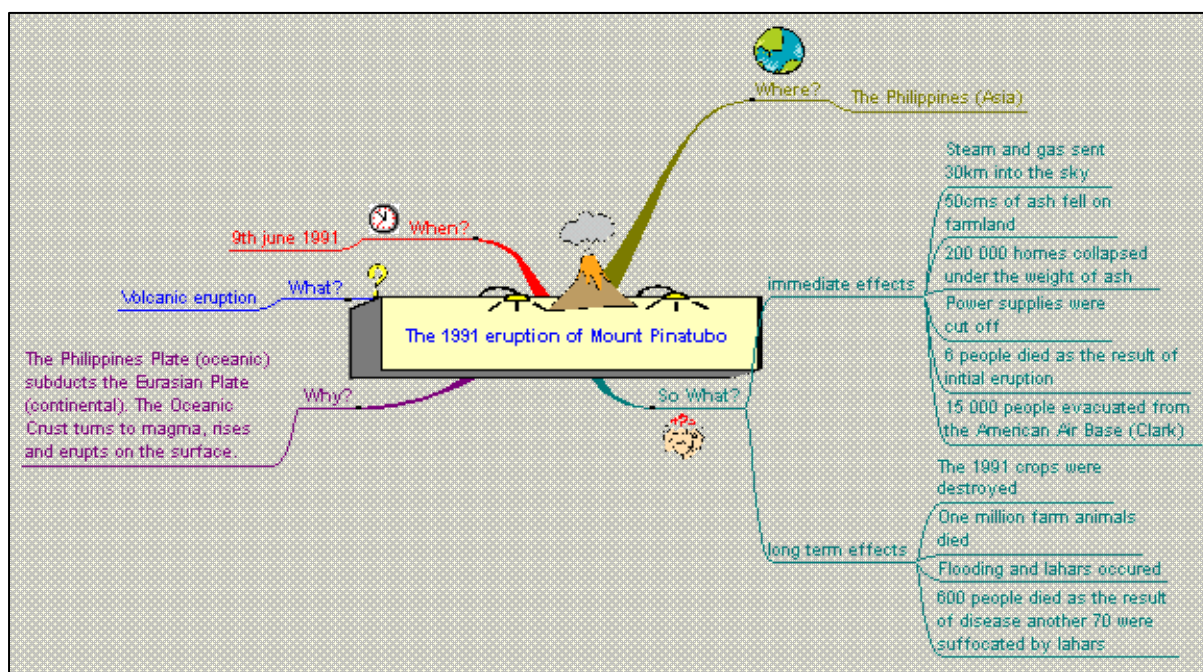 The 1991 eruption of Mount Pinatubo
Where?
The Philippines (Asia)
When?
9th june 1991
What?
Volcanic eruption
Why?
The Philippines Plate (oceanic)
subducts the Eurasian Plate
(continental). The Oceanic
Crust turns to magma, rises
and erupts on the surface.
So What?
immediate effects
Steam and gas sent
30km into the sky
50cms of ash fell on
farmland
200 000 homes collapsed
under the weight of ash
Power supplies were
cut off
6 people died as the result of
initial eruption
15 000 people evacuated from
the American Air Base (Clark)
long term effects
The 1991 crops were
destroyed
One million farm animals
died
Flooding and lahars occured
600 people died as the result
of disease another 70 were
suffocated by lahars